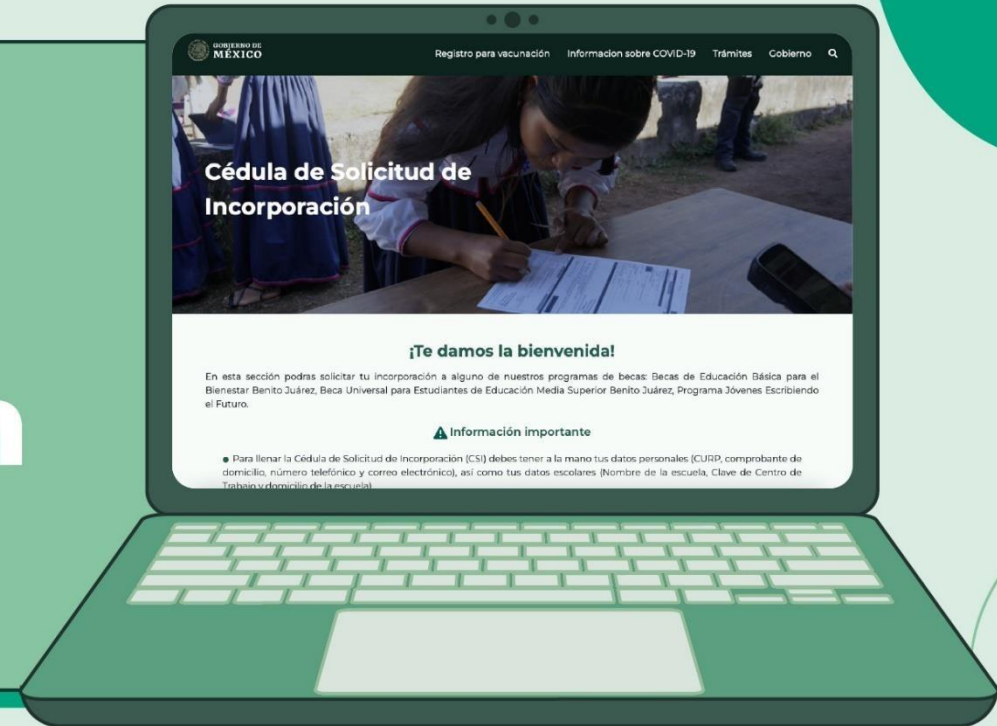 GOBIERNO DE
MÉXICO
Registro para vacunación Informacion sobre COVID-19 Trámites Gobierno
Cédula de Solicitud de
Incorporación
¡Te damos la bienvenida!
En esta sección podras solicitar tu incorporación a alguno de nuestros programas de becas: Becas de Educación Básica para el
Bienestar Benito Juárez, Beca Universal para Estudiantes de Educación Media Superior Benito Juárez, Programa Jóvenes Escribiendo
el Futuro.
Información importante
Para llenar la Cédula de Solicitud de Incorporación (CSI) debes tener a la mano tus datos personales (CURP, comprobante de
domicilio, número telefónico y correo electrónico), así como tus datos escolares (Nombre de la escuela, Clave de Centro de
Trabajo y domicilio de la escuela)